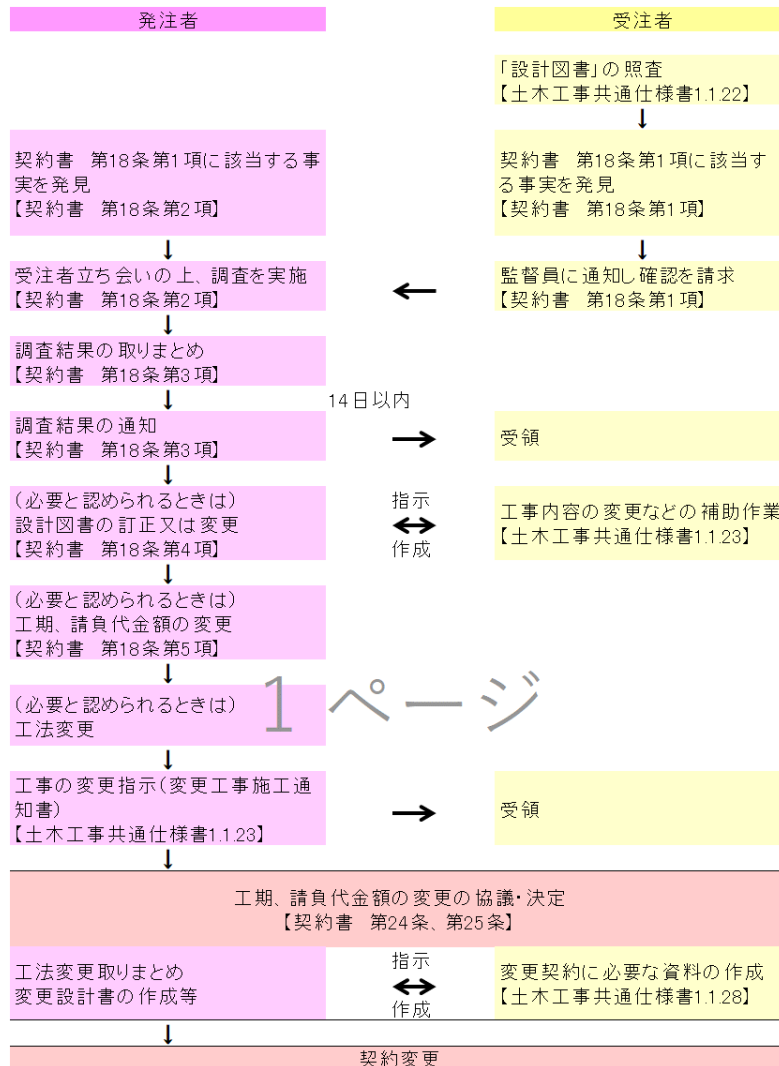 発注者
受注者
「設計図書」の照査
【土木工事共通仕様書1.1.22】
↓
契約書 第18条第1項に該当する事
実を発見
【契約書 第18条第2項】
契約書 第18条第1項に該当す
る事実を発見
【契約書 第18条第1項】
↓
↓
受注者立ち会いの上、調査を実施
【契約書 第18条第2項】
←
監督員に通知し確認を請求
【契約書 第18条第1項】
↓
調査結果の取りまとめ
【契約書 第18条第3項】
↓
14日以内
調査結果の通知
【契約書 第18条第3項】
→
受領
↓
(必要と認められるときは)
設計図書の訂正又は変更
【契約書 第18条第4項】
指示
↔
作成
工事内容の変更などの補助作業
【土木工事共通仕様書1.1.23】
↓
(必要と認められるときは)
工期、請負代金額の変更
【契約書 第18条第5項】
↓
1 ページ
(必要と認められるときは)
工法変更
↓
工事の変更指示(変更工事施工通
知書)
【土木工事共通仕様書1.1.23】
→
受領
↓
工期、請負代金額の変更の協議・決定
【契約書 第24条、第25条】
工法変更取りまとめ
変更設計書の作成等
指示
↔
作成
変更契約に必要な資料の作成
【土木工事共通仕様書1.1.28】
↓
契約変更